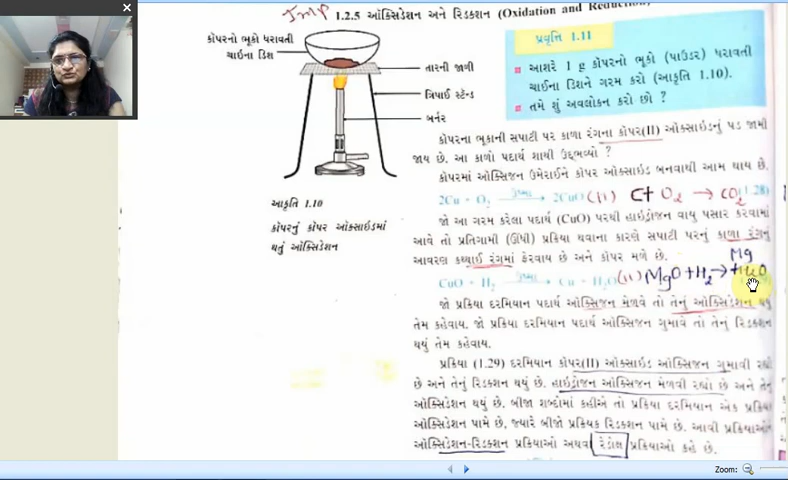 Imp 1.2.5 ઑક્સિડેશન અને રિડક્શન (Oxidation and Reduction)
કોપરનો ભૂકો ધરાવતી
ચાઇના ડિશ
તારની જાળી
ત્રિપાઈ સ્ટૅન્ડ
બર્નર
આકૃતિ 1.10
કોપરનું કોપર ઑક્સાઇડમાં
થતું ઑક્સિડેશન
પ્રવૃત્તિ 1.11
આશરે 1 g કોપરનો ભૂકો (પાઉડર) ધરાવતી
ચાઈના ડિશને ગરમ કરો (આકૃતિ 1.10).
તમે શું અવલોકન કરો છો ?
કોપરના ભૂકાની સપાટી પર કાળા રંગના કોપર(II) ઑક્સાઇડનું પડ જામી
જાય છે. આ કાળો પદાર્થ શાથી ઉદ્ભવ્યો ?
કોપરમાં ઑક્સિજન ઉમેરાઈને કોપર ઑક્સાઇડ બનવાથી આમ થાય છે.
2Cu + O₂ ઉષ્મા→ 2CuO (1) C+ O₂ → CO₂ (1.28)
જો આ ગરમ કરેલા પદાર્થ (CuO) પરથી હાઇડ્રોજન વાયુ પસાર કરવામાં
આવે તો પ્રતિગામી (ઊંધી) પ્રક્રિયા થવાના કારણે સપાટી પરનું કાળા રંગનું
આવરણ કથ્થાઈ રંગમાં ફેરવાય છે અને કોપર મળે છે.
Mg
CuO + H₂ ઉષ્મા→ Cu + H₂O (11) MgO + H₂ → + H₂O
જો પ્રક્રિયા દરમિયાન પદાર્થ ઑક્સિજન મેળવે તો તેનું ઑક્સિડેશન થયું
તેમ કહેવાય. જો પ્રક્રિયા દરમિયાન પદાર્થ ઑક્સિજન ગુમાવે તો તેનું રિડક્શન
થયું તેમ કહેવાય.
પ્રક્રિયા (1.29) દરમિયાન કોપર(II) ઑક્સાઇડ ઑક્સિજન ગુમાવી રહ્યો
છે અને તેનું રિડક્શન થયું છે. હાઇડ્રોજન ઑક્સિજન મેળવી રહ્યો છે અને તેનું
ઑક્સિડેશન થયું છે. બીજા શબ્દોમાં કહીએ તો પ્રક્રિયા દરમિયાન એક પ્રક્રિયક
ઑક્સિડેશન પામે છે, જ્યારે બીજો પ્રક્રિયક રિડક્શન પામે છે. આવી પ્રક્રિયાઓને
ઑક્સિડેશન-રિડક્શન પ્રક્રિયાઓ અથવા રેડોક્ષ પ્રક્રિયાઓ કહે છે.
Zoom: